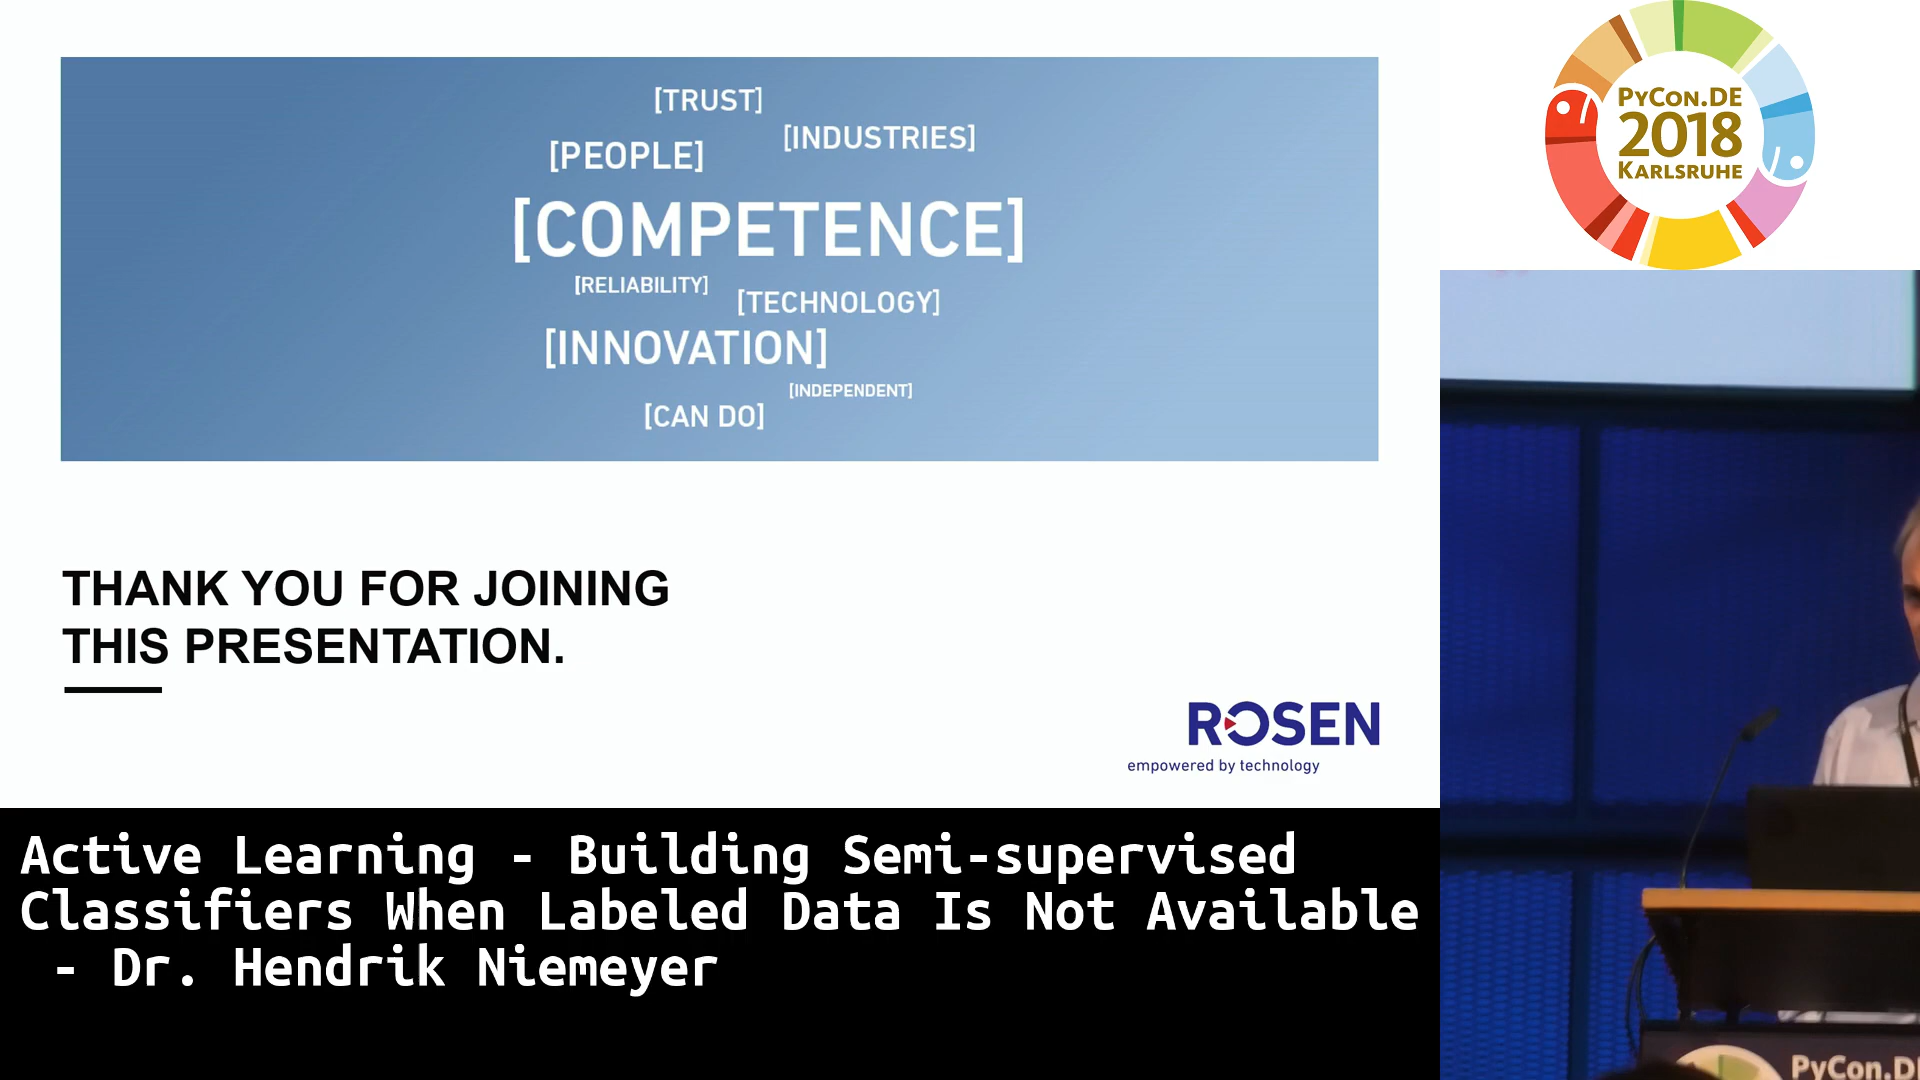 [TRUST]
[INDUSTRIES]
[PEOPLE]
[COMPETENCE]
[RELIABILITY]
[TECHNOLOGY]
[INNOVATION]
[INDEPENDENT]
[CAN DO]
THANK YOU FOR JOINING
THIS PRESENTATION.
ROSEN
empowered by technology
PYCON.DE
2018
KARLSRUHE
Active Learning - Building Semi-supervised
Classifiers When Labeled Data Is Not Available
- Dr. Hendrik Niemeyer
PyCon.D